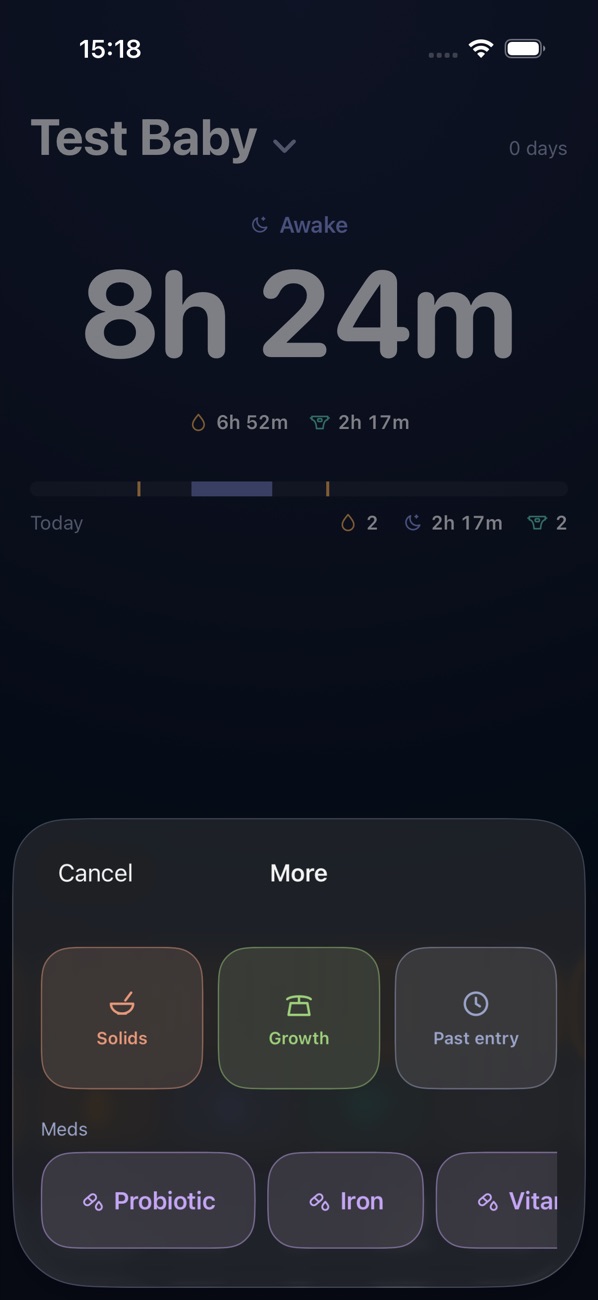 15:18
Test Baby
0 days
Awake
8h 24m
6h 52m 2h 17m
Today 2 2h 17m 2
Cancel More
Solids Growth Past entry
Meds
Probiotic Iron